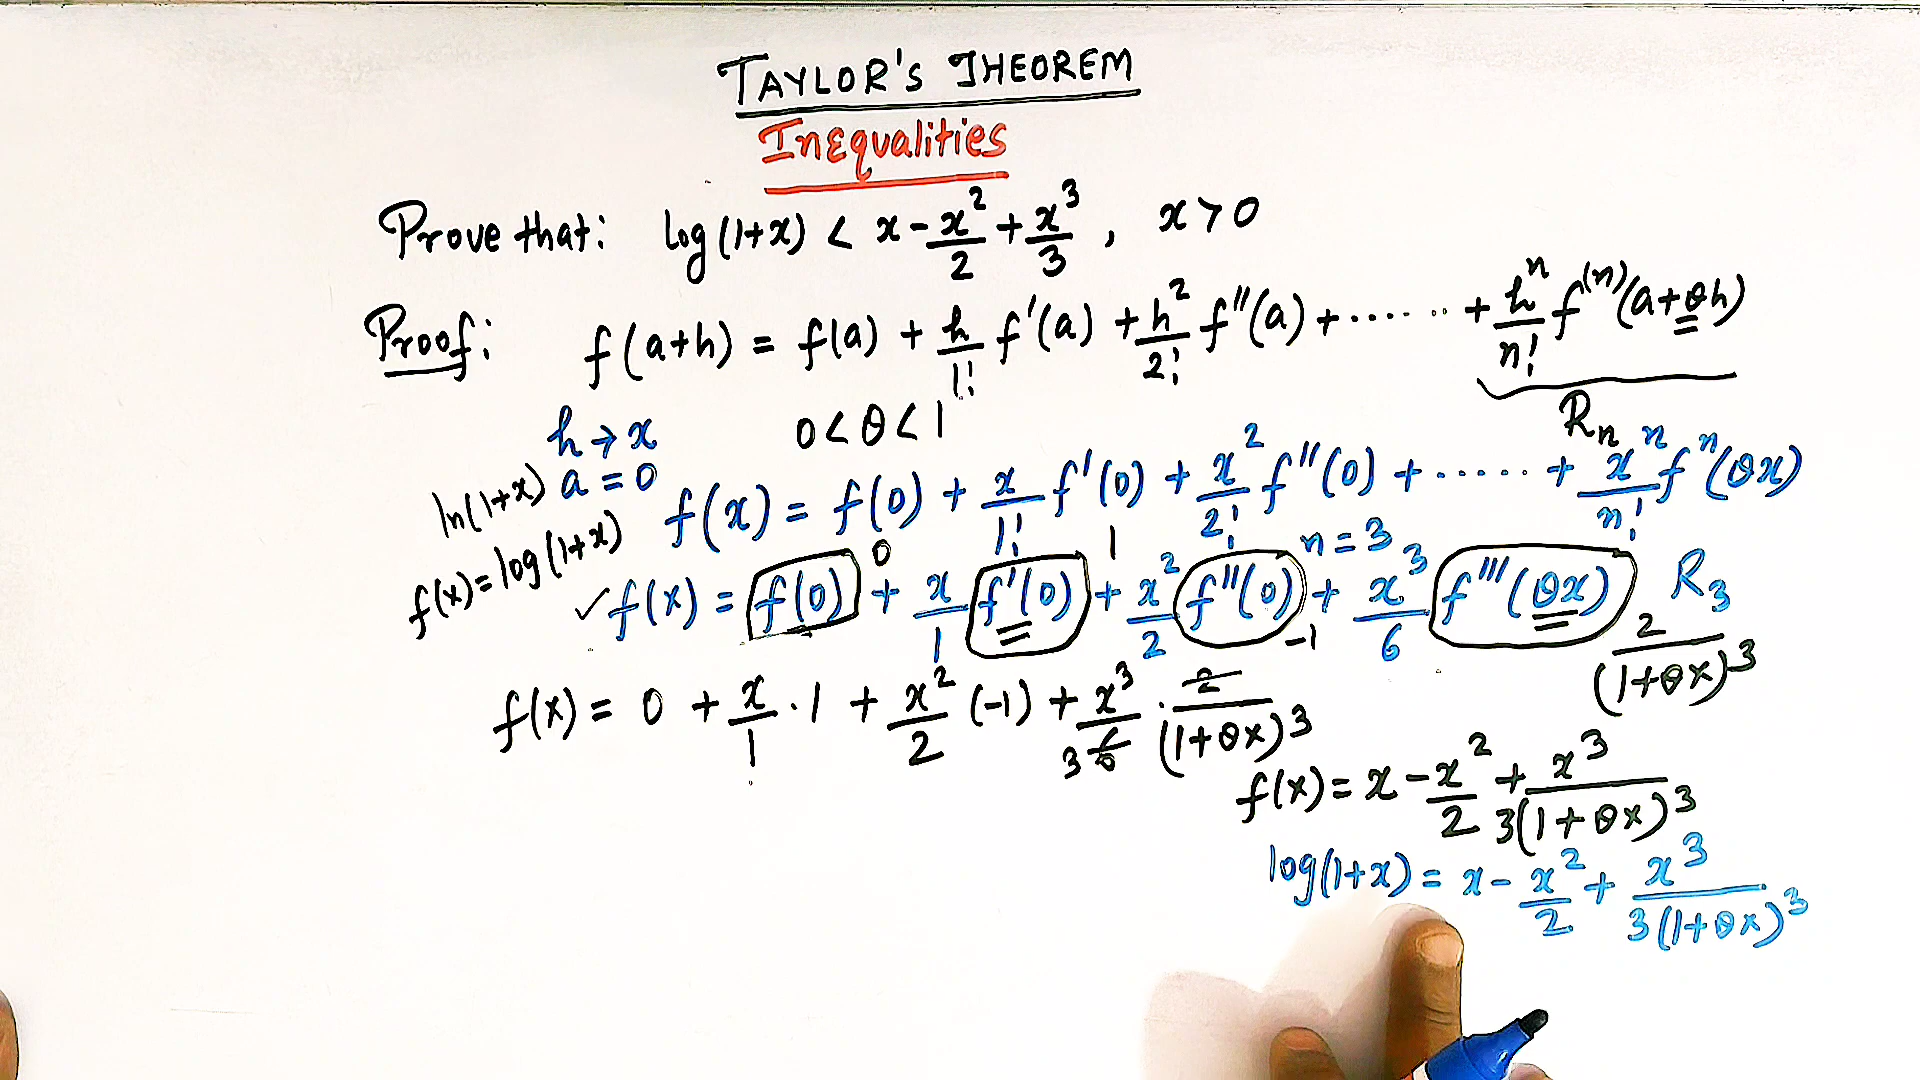 TAYLOR'S THEOREM
Inequalities
Prove that: log(1+x) < x - x²/2 + x³/3 , x > 0
Proof: f(a+h) = f(a) + h/1! f'(a) + h²/2! f''(a) + ...... + hⁿ/n! f⁽ⁿ⁾(a+θh)
Rn
h → x 0 < θ < 1
ln(1+x) a = 0
f(x) = f(0) + x/1! f'(0) + x²/2! f''(0) + ...... + xⁿ/n! fⁿ(θx)
f(x) = log(1+x)
0 1 n = 3
✓ f(x) = f(0) + x/1 f'(0) + x²/2 f''(0) + x³/6 f'''(θx) R₃
-1 2/(1+θx)³
f(x) = 0 + x/1 · 1 + x²/2 (-1) + x³/6 · 2/(1+θx)³
3
f(x) = x - x²/2 + x³/3(1+θx)³
log(1+x) = x - x²/2 + x³/3(1+θx)³